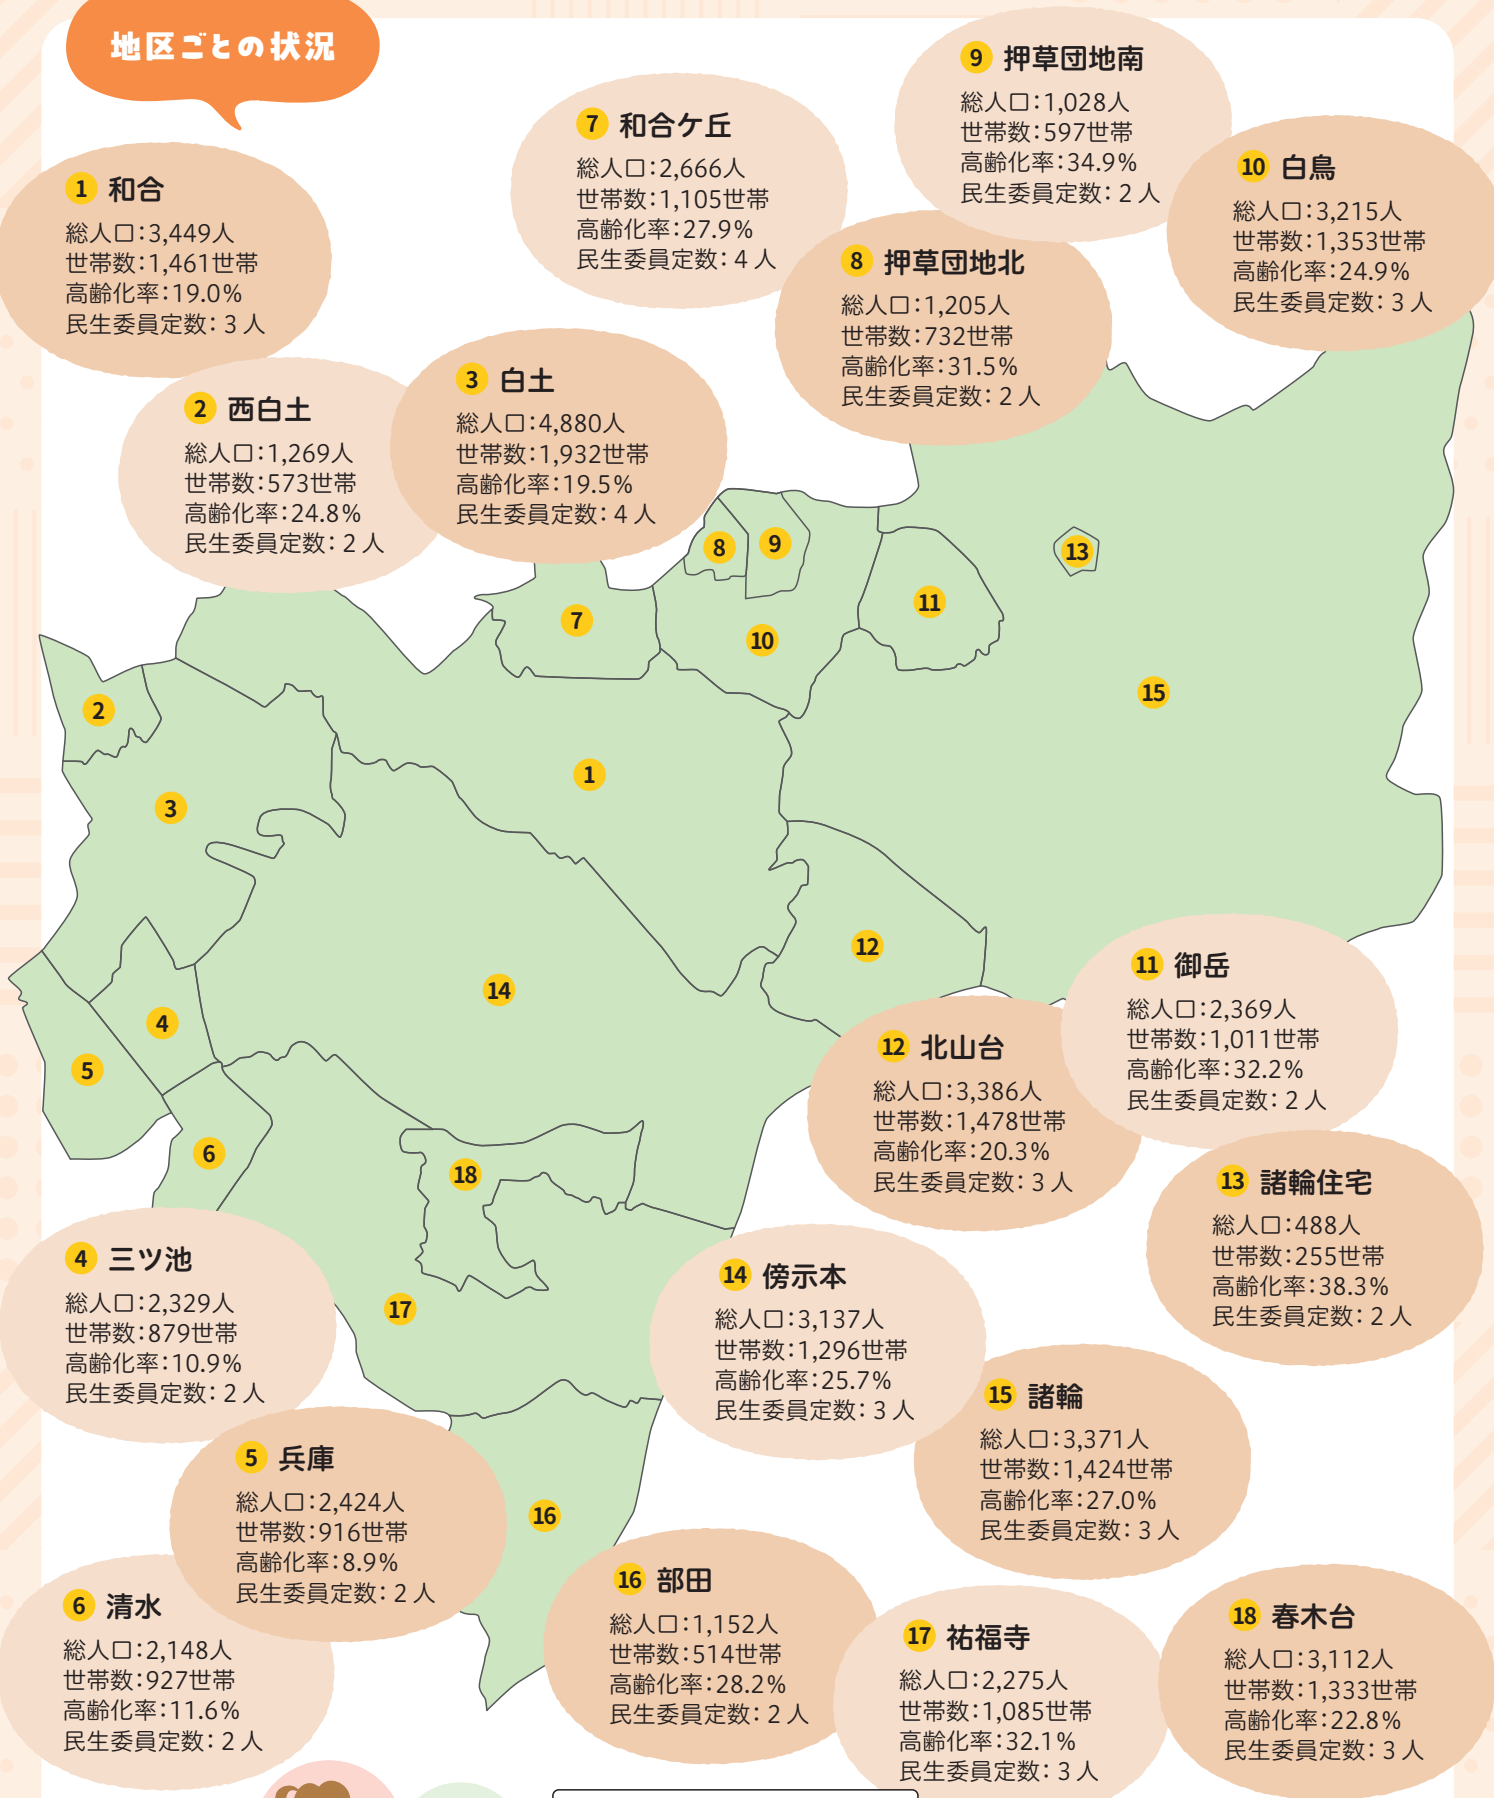 地区ごとの状況
1 和合
総人口:3,449人
世帯数:1,461世帯
高齢化率:19.0%
民生委員定数: 3人
2 西白土
総人口:1,269人
世帯数:573世帯
高齢化率:24.8%
民生委員定数: 2人
3 白土
総人口:4,880人
世帯数:1,932世帯
高齢化率:19.5%
民生委員定数: 4人
7 和合ケ丘
総人口:2,666人
世帯数:1,105世帯
高齢化率:27.9%
民生委員定数: 4人
8 押草団地北
総人口:1,205人
世帯数:732世帯
高齢化率:31.5%
民生委員定数: 2人
9 押草団地南
総人口:1,028人
世帯数:597世帯
高齢化率:34.9%
民生委員定数: 2人
10 白鳥
総人口:3,215人
世帯数:1,353世帯
高齢化率:24.9%
民生委員定数: 3人
8
9
13
11
7
10
15
2
1
3
12
14
4
5
6
18
17
16
11 御岳
総人口:2,369人
世帯数:1,011世帯
高齢化率:32.2%
民生委員定数: 2人
12 北山台
総人口:3,386人
世帯数:1,478世帯
高齢化率:20.3%
民生委員定数: 3人
13 諸輪住宅
総人口:488人
世帯数:255世帯
高齢化率:38.3%
民生委員定数: 2人
4 三ツ池
総人口:2,329人
世帯数:879世帯
高齢化率:10.9%
民生委員定数: 2人
14 傍示本
総人口:3,137人
世帯数:1,296世帯
高齢化率:25.7%
民生委員定数: 3人
15 諸輪
総人口:3,371人
世帯数:1,424世帯
高齢化率:27.0%
民生委員定数: 3人
5 兵庫
総人口:2,424人
世帯数:916世帯
高齢化率:8.9%
民生委員定数: 2人
6 清水
総人口:2,148人
世帯数:927世帯
高齢化率:11.6%
民生委員定数: 2人
16 部田
総人口:1,152人
世帯数:514世帯
高齢化率:28.2%
民生委員定数: 2人
17 祐福寺
総人口:2,275人
世帯数:1,085世帯
高齢化率:32.1%
民生委員定数: 3人
18 春木台
総人口:3,112人
世帯数:1,333世帯
高齢化率:22.8%
民生委員定数: 3人